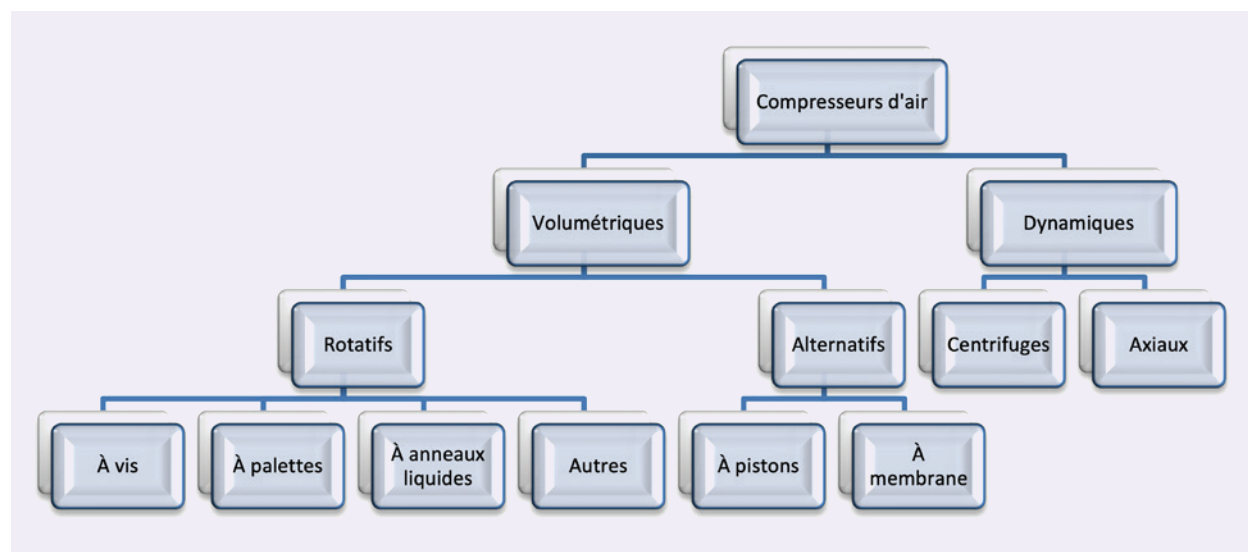 Compresseurs d'air
Volumétriques
Dynamiques
Rotatifs
Alternatifs
Centrifuges
Axiaux
À vis
À palettes
À anneaux
liquides
Autres
À pistons
À
membrane